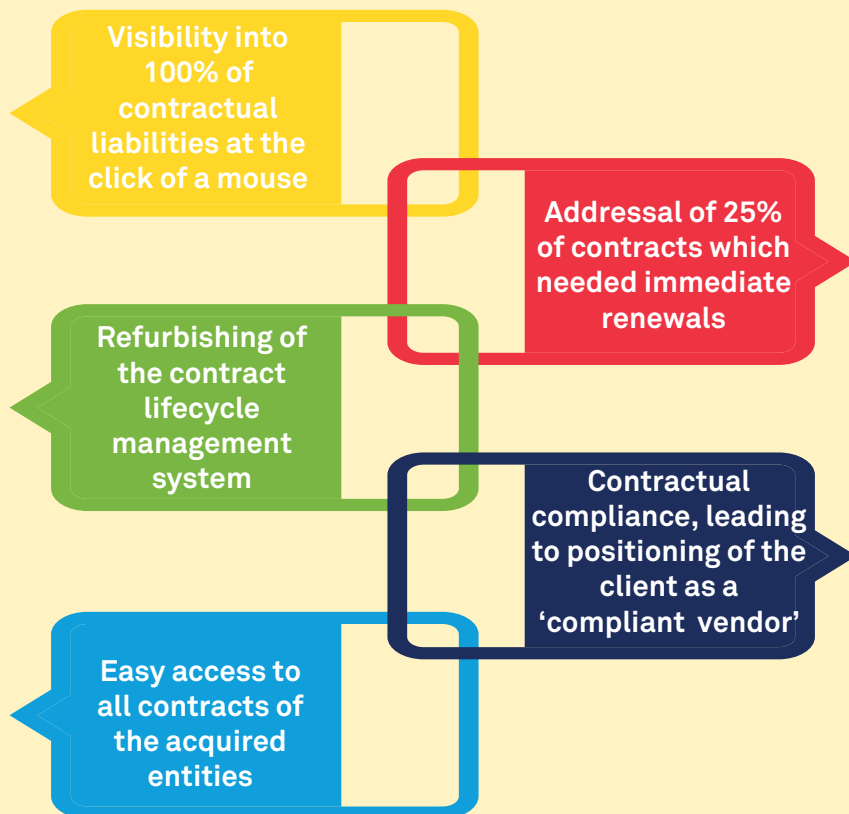 Visibility into
100% of
contractual
liabilities at the
click of a mouse
Addressal of 25%
of contracts which
needed immediate
renewals
Refurbishing of
the contract
lifecycle
management
system
Contractual
compliance, leading
to positioning of the
client as a
‘compliant vendor’
Easy access to
all contracts of
the acquired
entities